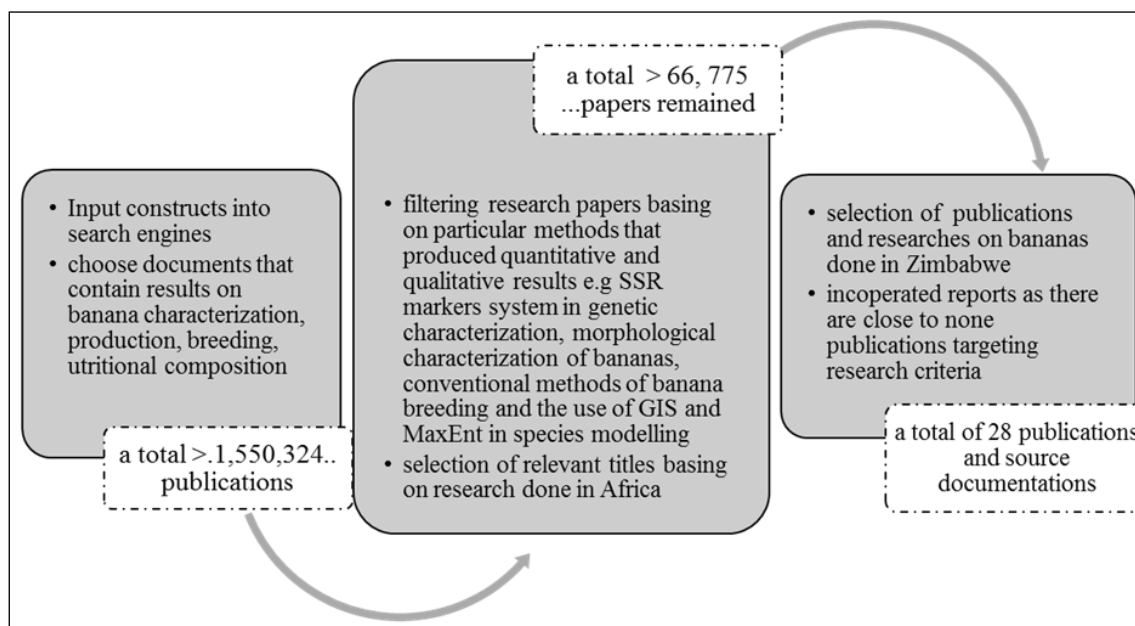 • Input constructs into
search engines
• choose documents that
contain results on
banana characterization,
production, breeding,
utritional composition
a total >.1,550,324..
publications
a total > 66, 775
...papers remained
• filtering research papers basing
on particular methods that
produced quantitative and
qualitative results e.g SSR
markers system in genetic
characterization, morphological
characterization of bananas,
conventional methods of banana
breeding and the use of GIS and
MaxEnt in species modelling
• selection of relevant titles basing
on research done in Africa
• selection of publications
and researches on bananas
done in Zimbabwe
• incoperated reports as there
are close to none
publications targeting
research criteria
a total of 28 publications
and source
documentations